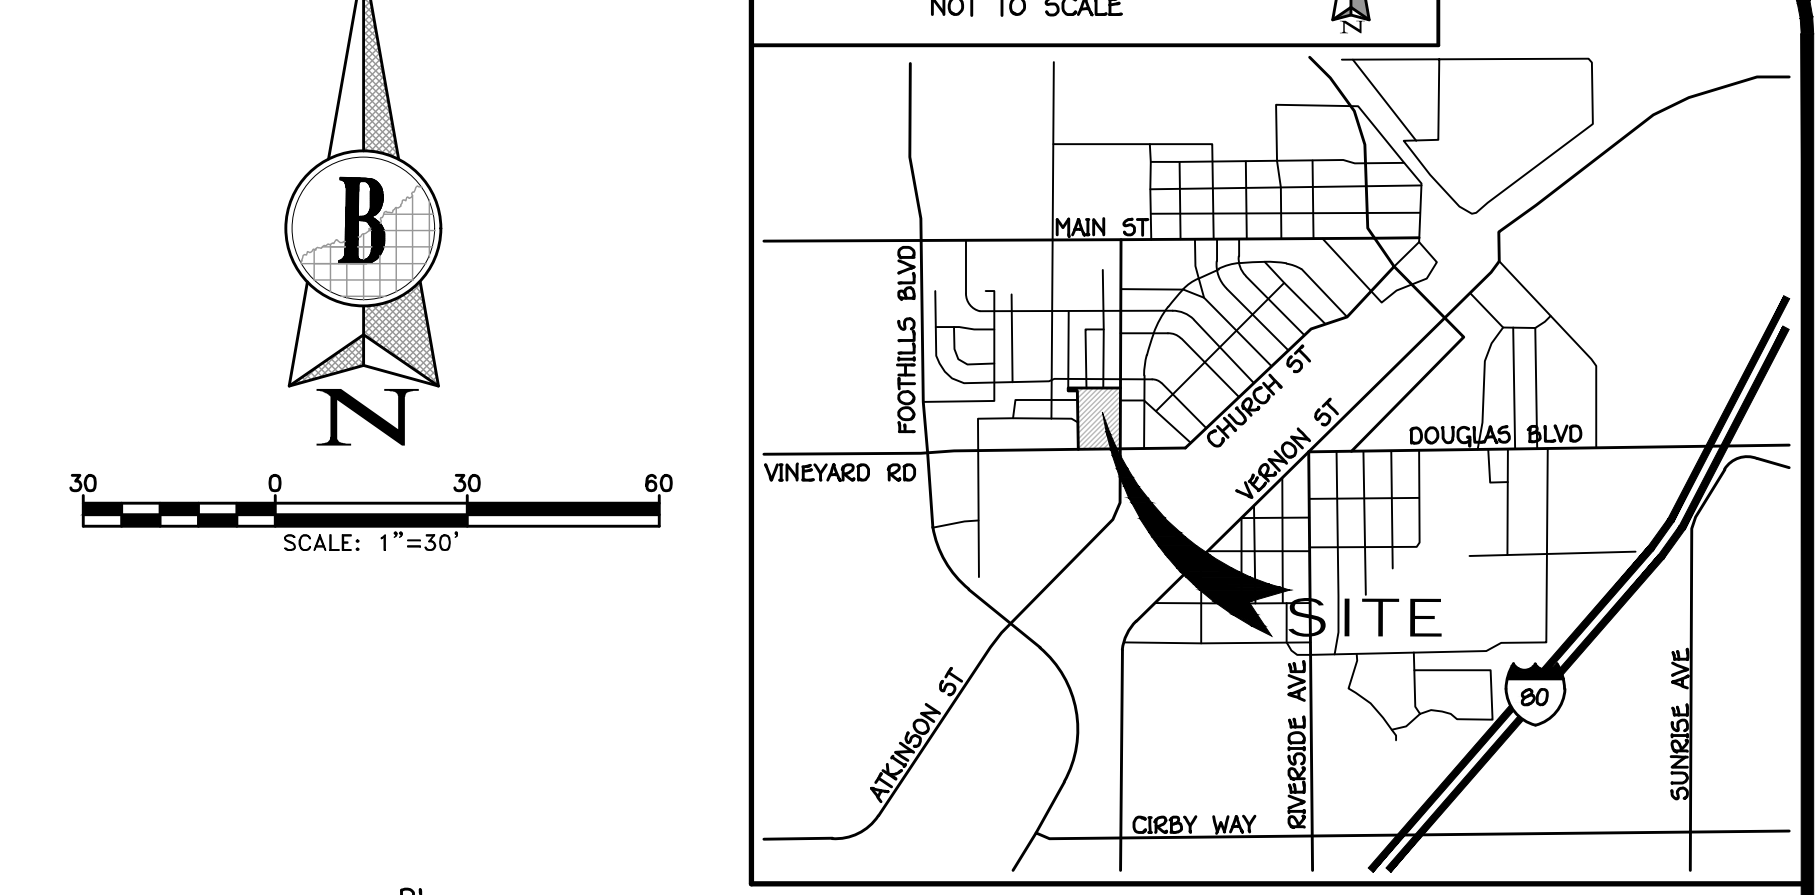 NOT TO SCALE
N
B
N
30 0 30 60
SCALE: 1"=30'
MAIN ST
FOOTHILLS BLVD
VINEYARD RD
CHURCH ST
VERNON ST
DOUGLAS BLVD
SITE
ATKINSON ST
RIVERSIDE AVE
80
SUNRISE AVE
CIRBY WAY